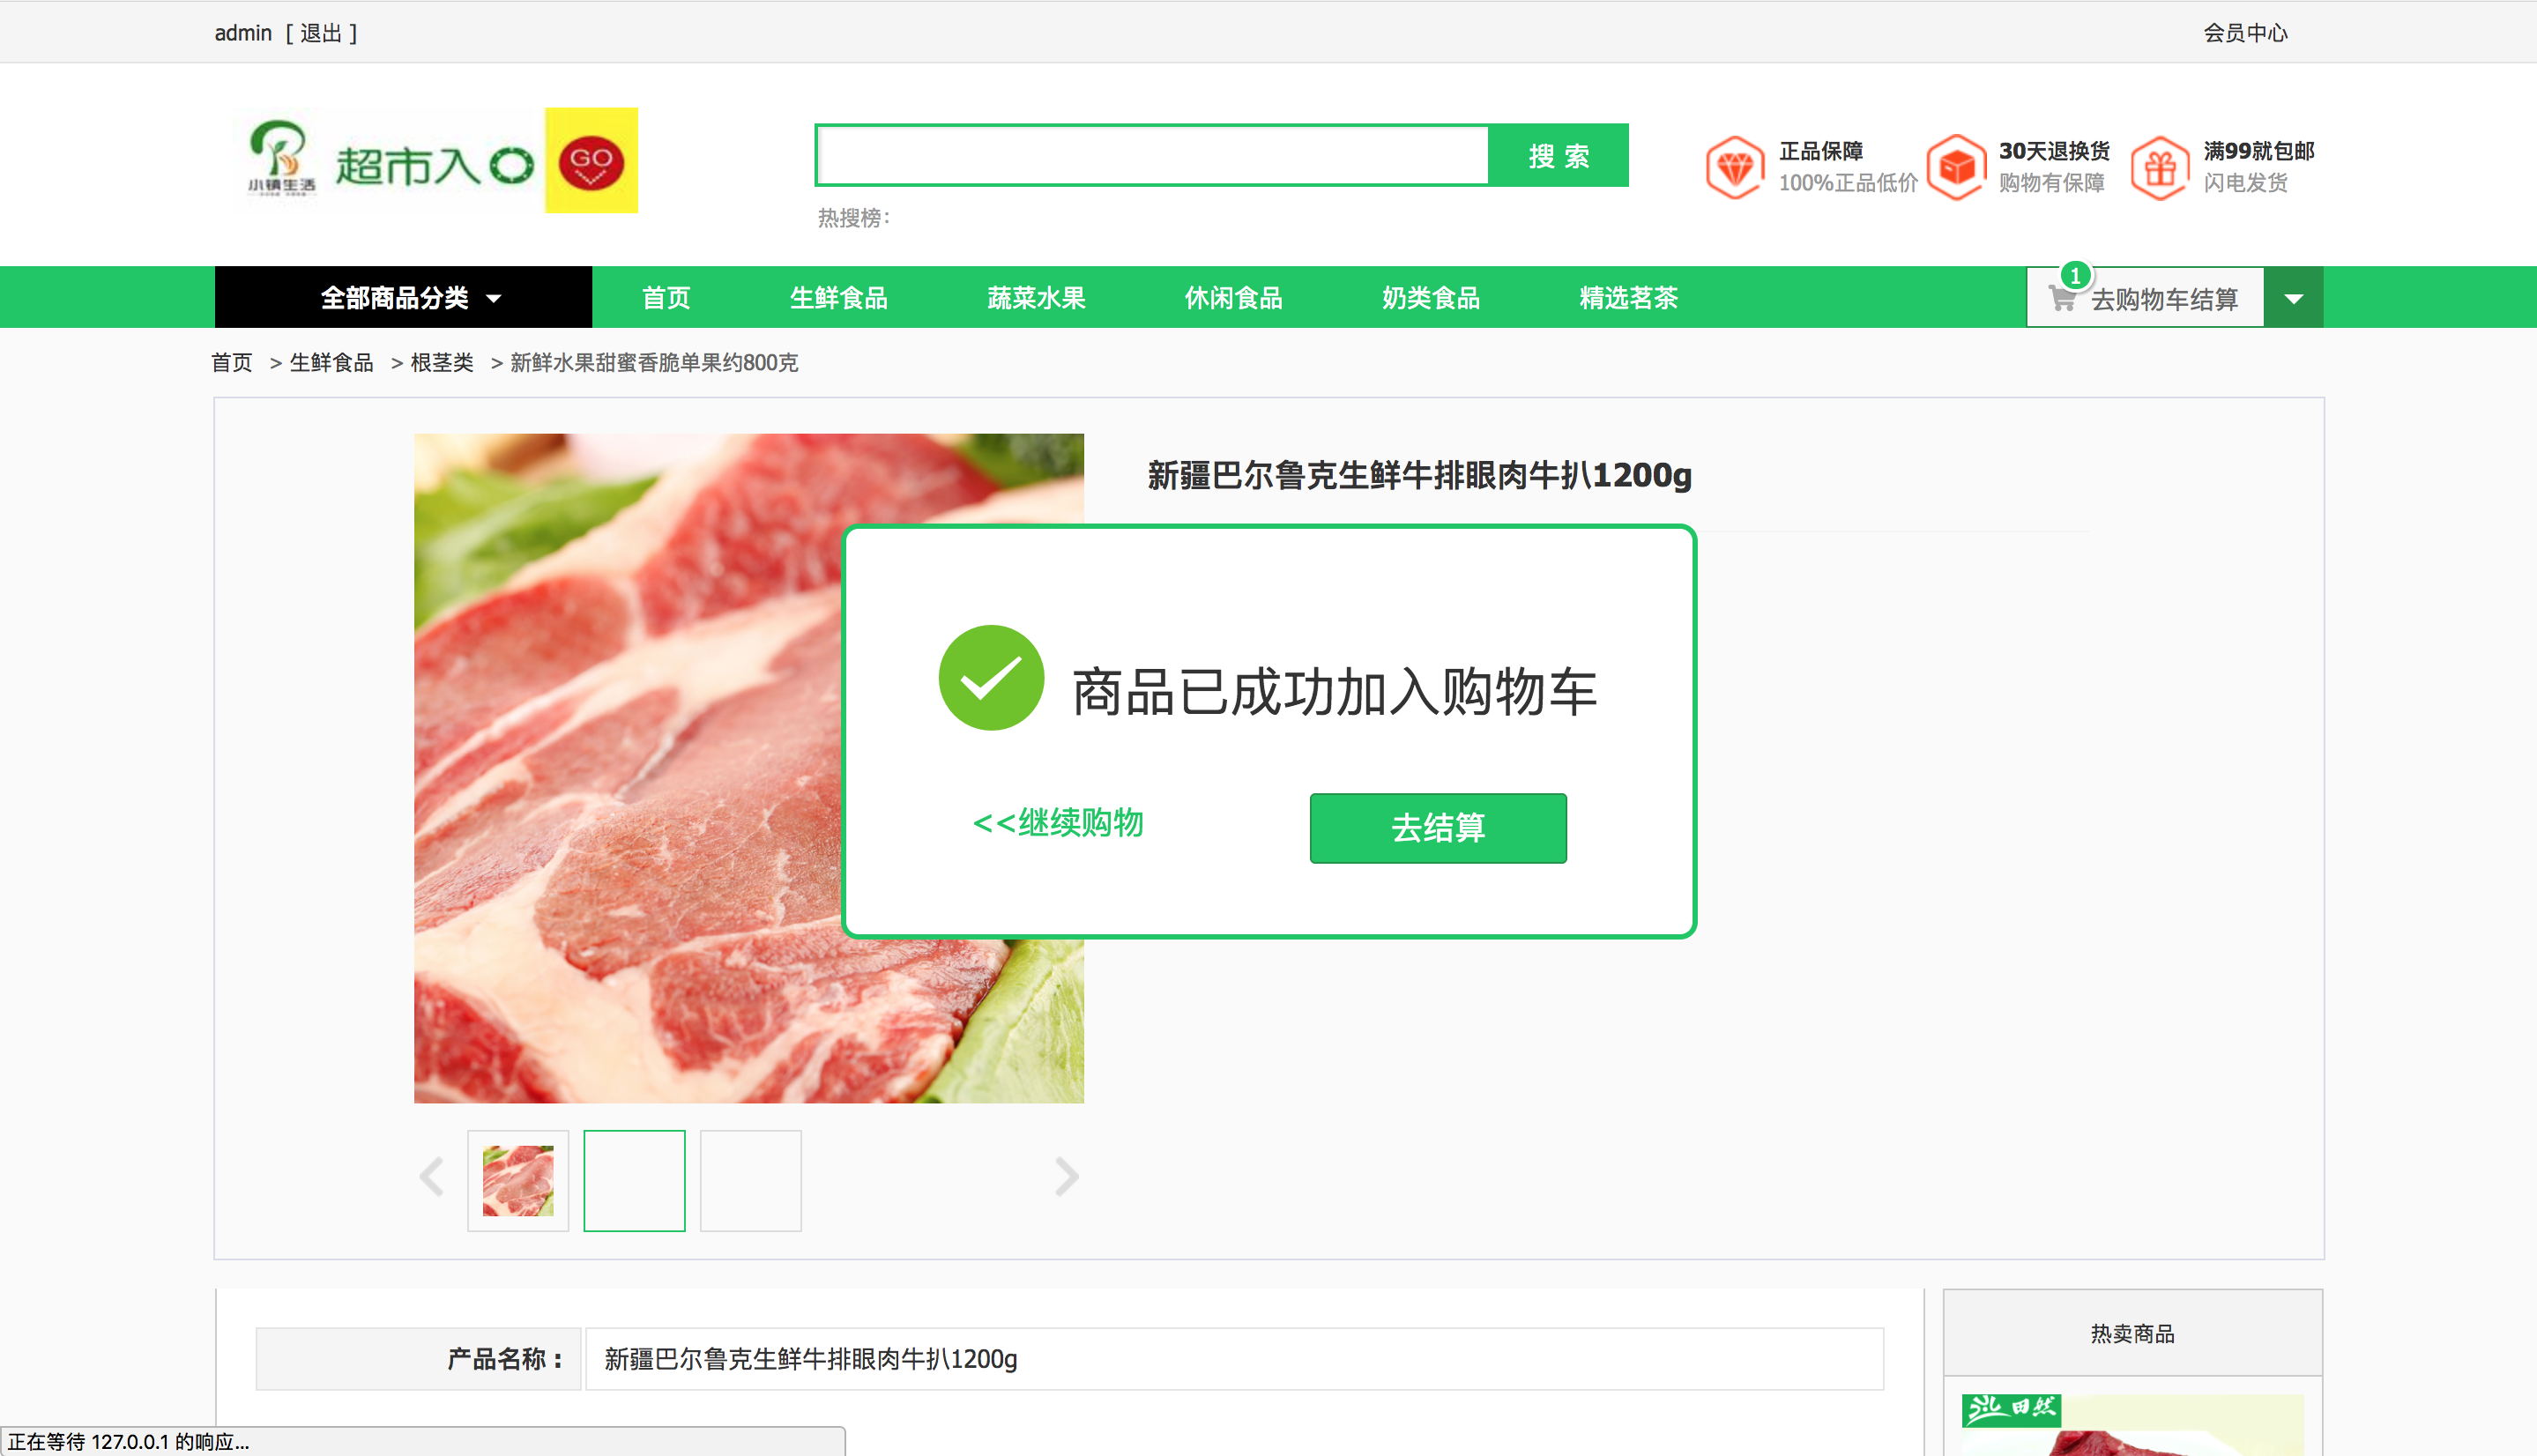 admin [ 退出 ]
会员中心
小镇生活
超市入口
GO
搜 索
热搜榜：
正品保障
100%正品低价
30天退换货
购物有保障
满99就包邮
闪电发货
全部商品分类
首页
生鲜食品
蔬菜水果
休闲食品
奶类食品
精选茗茶
1
去购物车结算
首页 > 生鲜食品 > 根茎类 > 新鲜水果甜蜜香脆单果约800克
新疆巴尔鲁克生鲜牛排眼肉牛扒1200g
商品已成功加入购物车
<<继续购物
去结算
产品名称：
新疆巴尔鲁克生鲜牛排眼肉牛扒1200g
热卖商品
田然
正在等待 127.0.0.1 的响应...